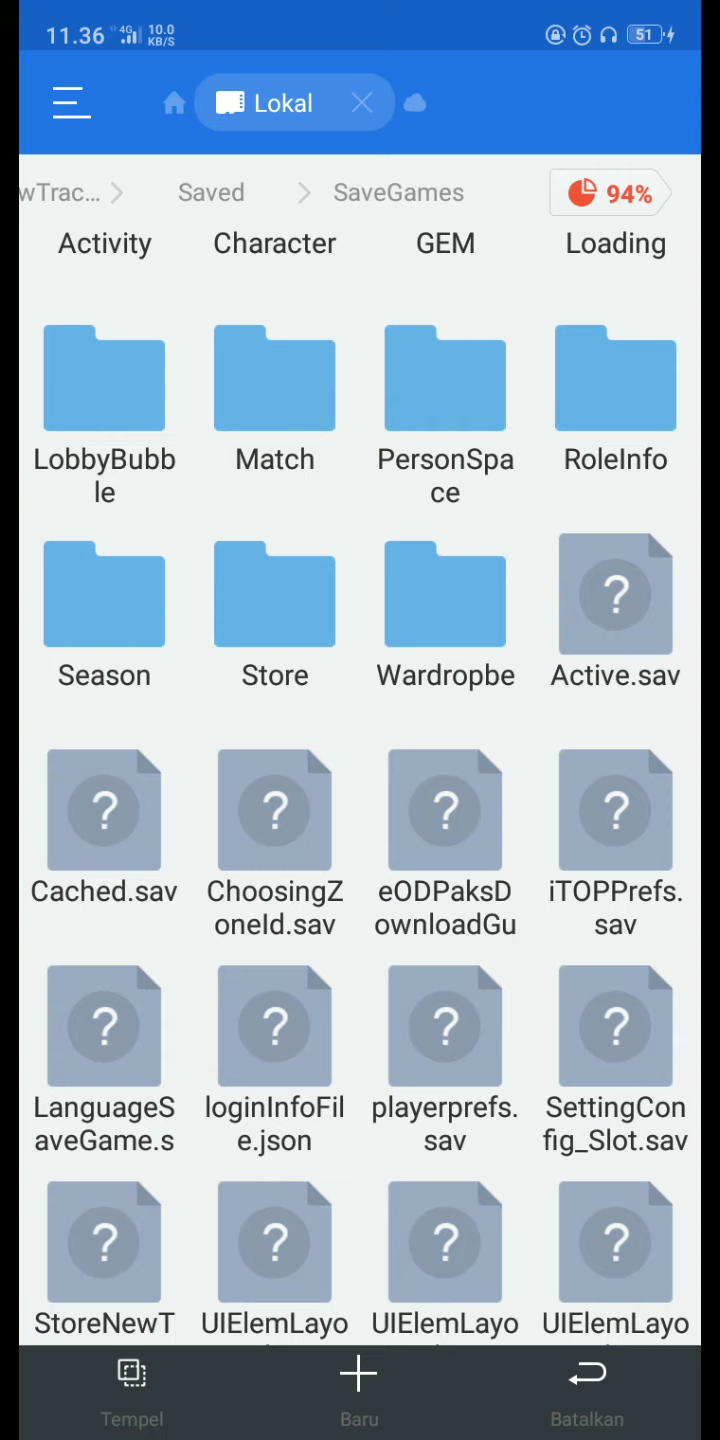 11.36 4G 10.0 KB/S 51
Lokal
wTrac... Saved SaveGames 94%
Activity Character GEM Loading
LobbyBubb
le
Match
PersonSpa
ce
RoleInfo
Season Store Wardropbe Active.sav
Cached.sav
ChoosingZ
oneId.sav
eODPaksD
ownloadGu
iTOPPrefs.
sav
LanguageS
aveGame.s
loginInfoFil
e.json
playerprefs.
sav
SettingCon
fig_Slot.sav
StoreNewT UIElemLayo UIElemLayo UIElemLayo
Tempel Baru Batalkan